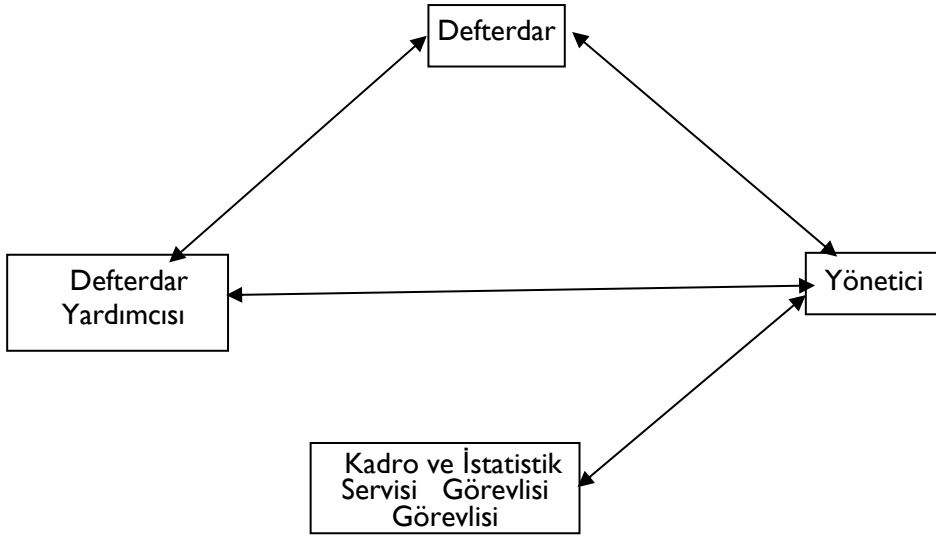 Defterdar
Defterdar
Yardımcısı
Yönetici
Kadro ve İstatistik
Servisi Görevlisi
Görevlisi